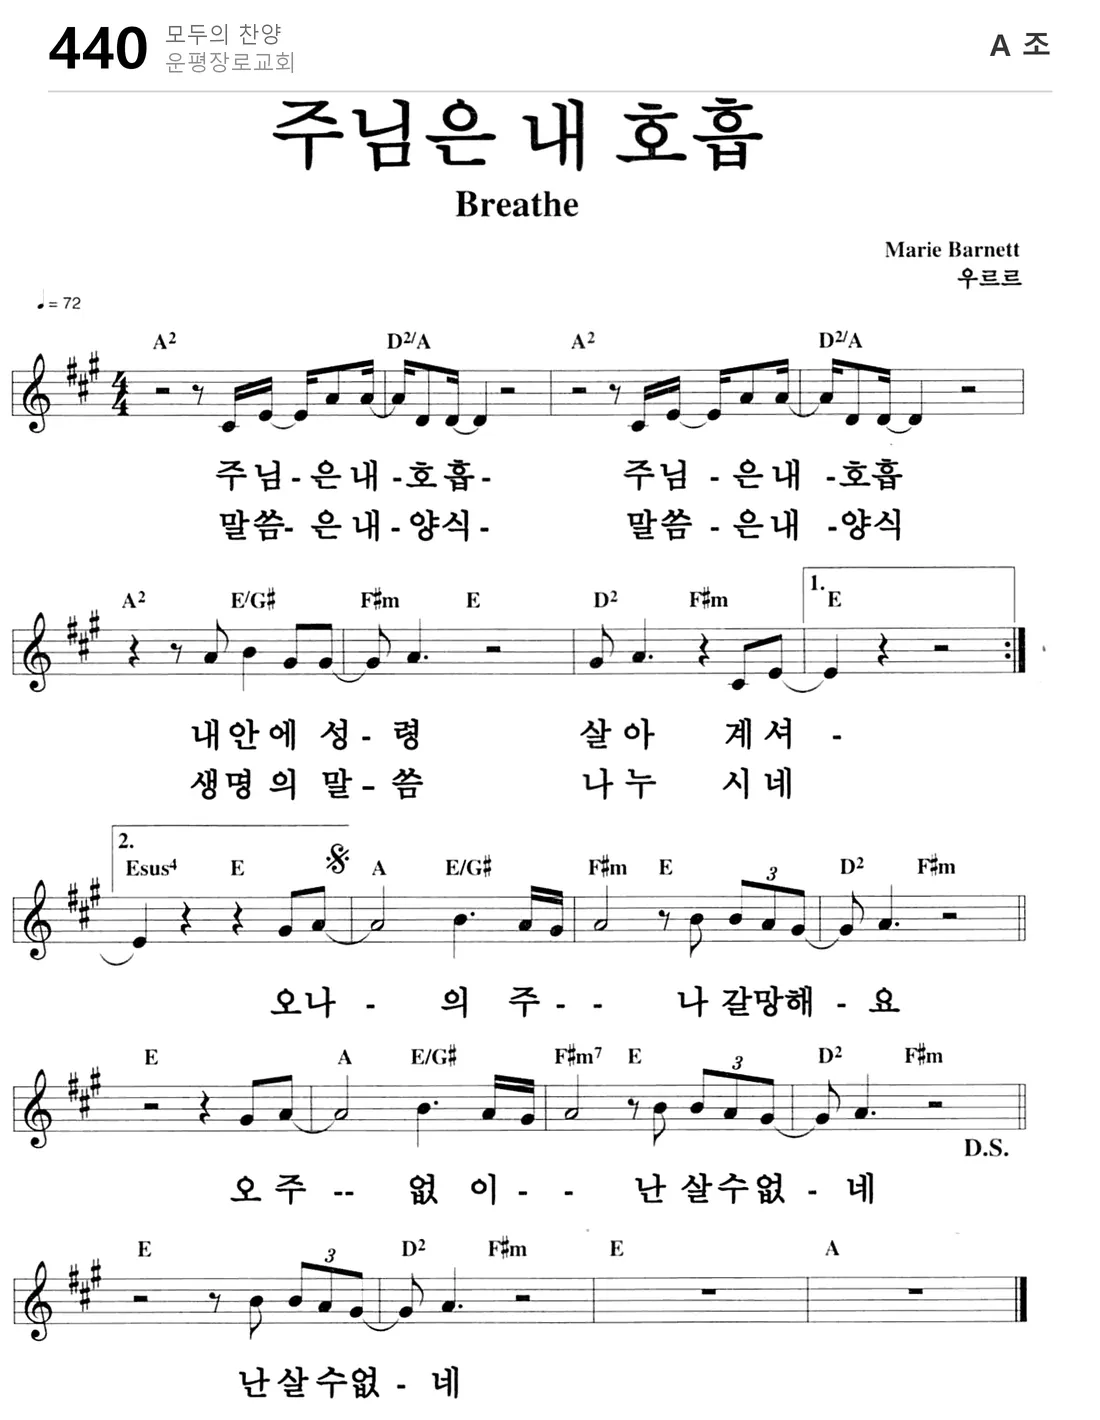 440 모두의 찬양 A 조
운평장로교회
주님은 내 호흡
Breathe
Marie Barnett
우르르
♩= 72
A2 D2/A A2 D2/A
4/4
주님 - 은내 -호흡- 주님 - 은내 -호흡
말씀- 은내 - 양식 - 말씀 - 은내 -양식
A2 E/G# F#m E D2 F#m 1. E
내안에 성 - 령 살아 계셔 -
생명의 말 - 씀 나누 시네
2.
Esus4 E A E/G# F#m E 3 D2 F#m
오나 - 의 주 - - 나 갈망해 - 요
E A E/G# F#m7 E 3 D2 F#m
D.S.
오 주 -- 없 이 - - 난 살수없 - 네
E 3 D2 F#m E A
난살수없 - 네